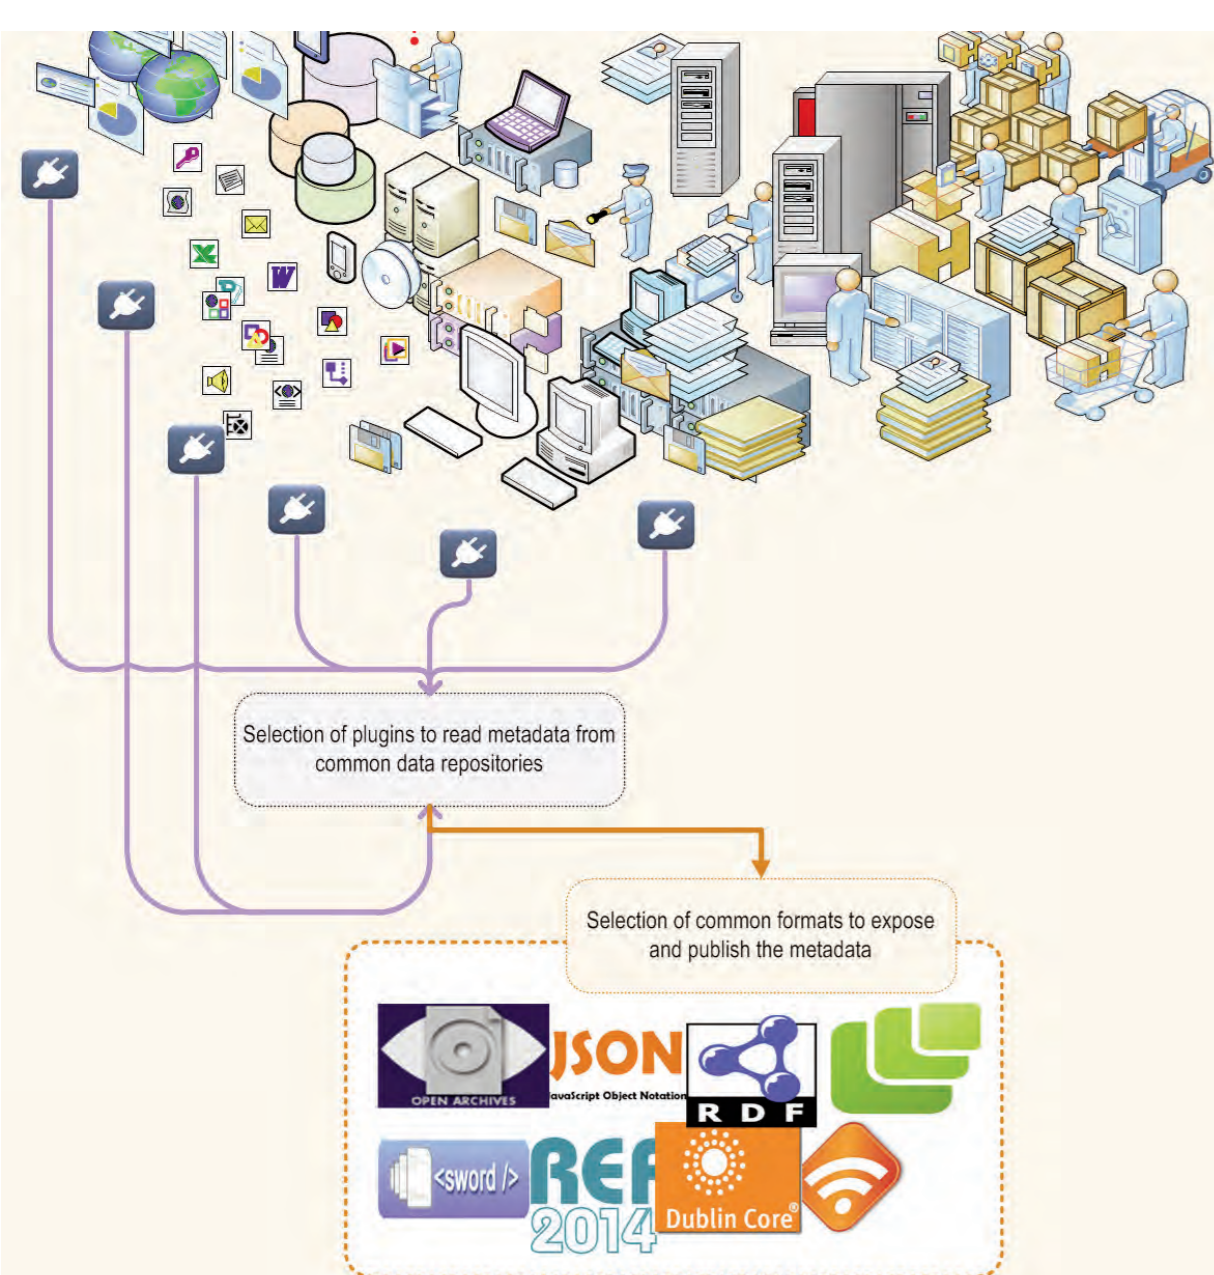 W
Selection of plugins to read metadata from
common data repositories
Selection of common formats to expose
and publish the metadata
OPEN ARCHIVES
JSON
JavaScript Object Notation
RDF
<sword />
REF
2014
Dublin Core®